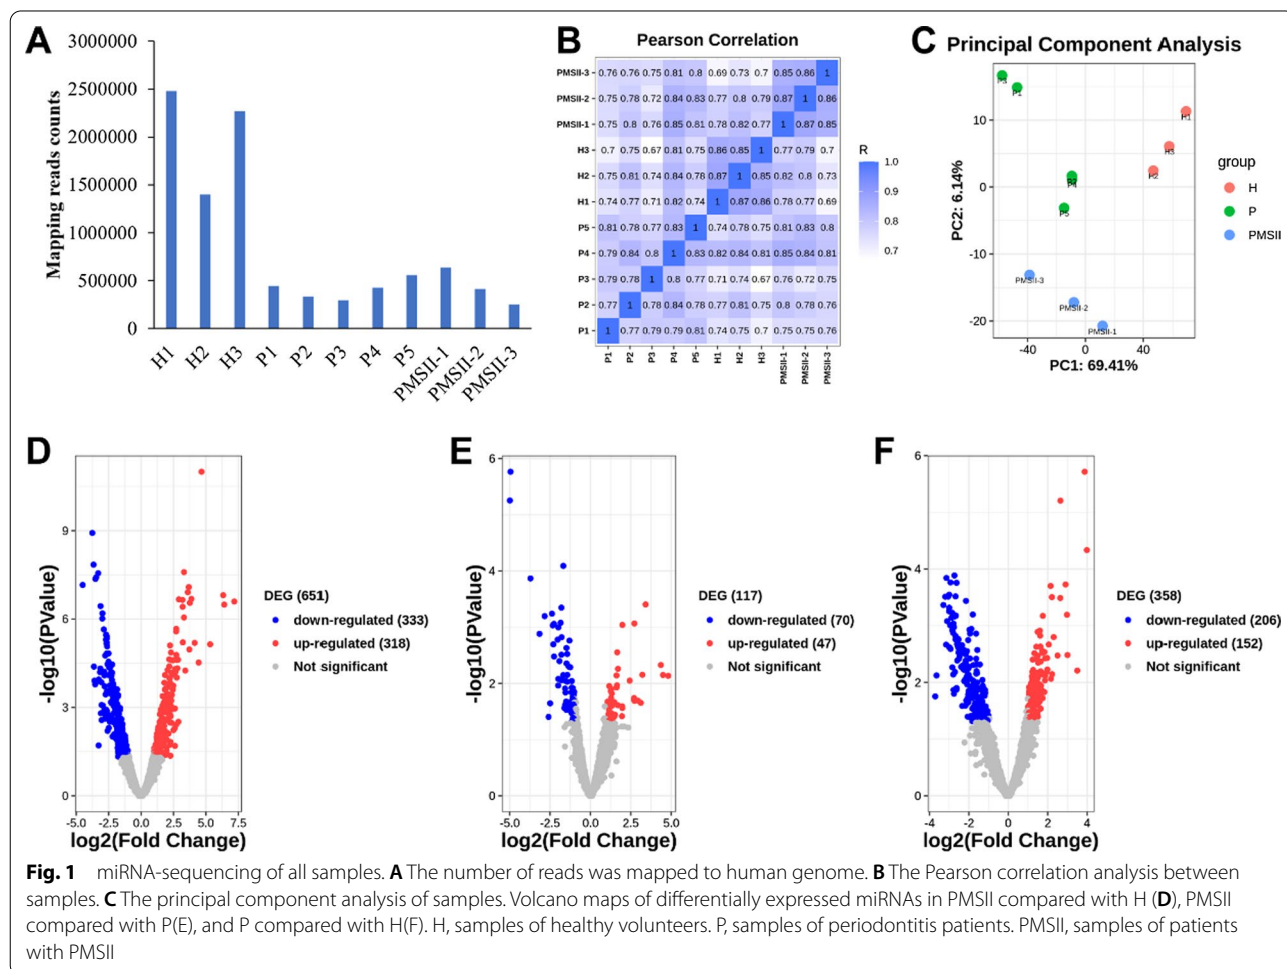 A
3000000
2500000
2000000
1500000
1000000
500000
0
Mapping reads counts
H1 H2 H3 P1 P2 P3 P4 P5 PMSII-1 PMSII-2 PMSII-3
B
Pearson Correlation
PMSII-3 0.76 0.76 0.75 0.81 0.8 0.69 0.73 0.7 0.85 0.86 1
PMSII-2 0.75 0.78 0.72 0.84 0.83 0.77 0.8 0.79 0.87 1 0.86
PMSII-1 0.75 0.8 0.76 0.85 0.81 0.78 0.82 0.77 1 0.87 0.85
H3 0.7 0.75 0.67 0.81 0.75 0.86 0.85 1 0.77 0.79 0.7
H2 0.75 0.81 0.74 0.84 0.78 0.87 1 0.85 0.82 0.8 0.73
H1 0.74 0.77 0.71 0.82 0.74 1 0.87 0.86 0.78 0.77 0.69
P5 0.81 0.78 0.77 0.83 1 0.74 0.78 0.75 0.81 0.83 0.8
P4 0.79 0.84 0.8 1 0.83 0.82 0.84 0.81 0.85 0.84 0.81
P3 0.79 0.78 1 0.8 0.77 0.71 0.74 0.67 0.76 0.72 0.75
P2 0.77 1 0.78 0.84 0.78 0.77 0.81 0.75 0.8 0.78 0.76
P1 1 0.77 0.79 0.79 0.81 0.74 0.75 0.7 0.75 0.75 0.76
P1 P2 P3 P4 P5 H1 H2 H3 PMSII-1 PMSII-2 PMSII-3
R
1.0
0.9
0.8
0.7
C
Principal Component Analysis
10
0
-10
-20
PC2: 6.14%
P3
P1
H1
H3
H2
P5
PMSII-3
PMSII-2
PMSII-1
-40 0 40
PC1: 69.41%
group
H
P
PMSII
D
9
6
3
0
-log10(PValue)
-5.0 -2.5 0.0 2.5 5.0 7.5
log2(Fold Change)
DEG (651)
down-regulated (333)
up-regulated (318)
Not significant
E
6
4
2
0
-log10(PValue)
-5.0 -2.5 0.0 2.5 5.0
log2(Fold Change)
DEG (117)
down-regulated (70)
up-regulated (47)
Not significant
F
6
4
2
0
-log10(PValue)
-4 -2 0 2 4
log2(Fold Change)
DEG (358)
down-regulated (206)
up-regulated (152)
Not significant
Fig. 1 miRNA-sequencing of all samples. A The number of reads was mapped to human genome. B The Pearson correlation analysis between
samples. C The principal component analysis of samples. Volcano maps of differentially expressed miRNAs in PMSII compared with H (D), PMSII
compared with P(E), and P compared with H(F). H, samples of healthy volunteers. P, samples of periodontitis patients. PMSII, samples of patients
with PMSII